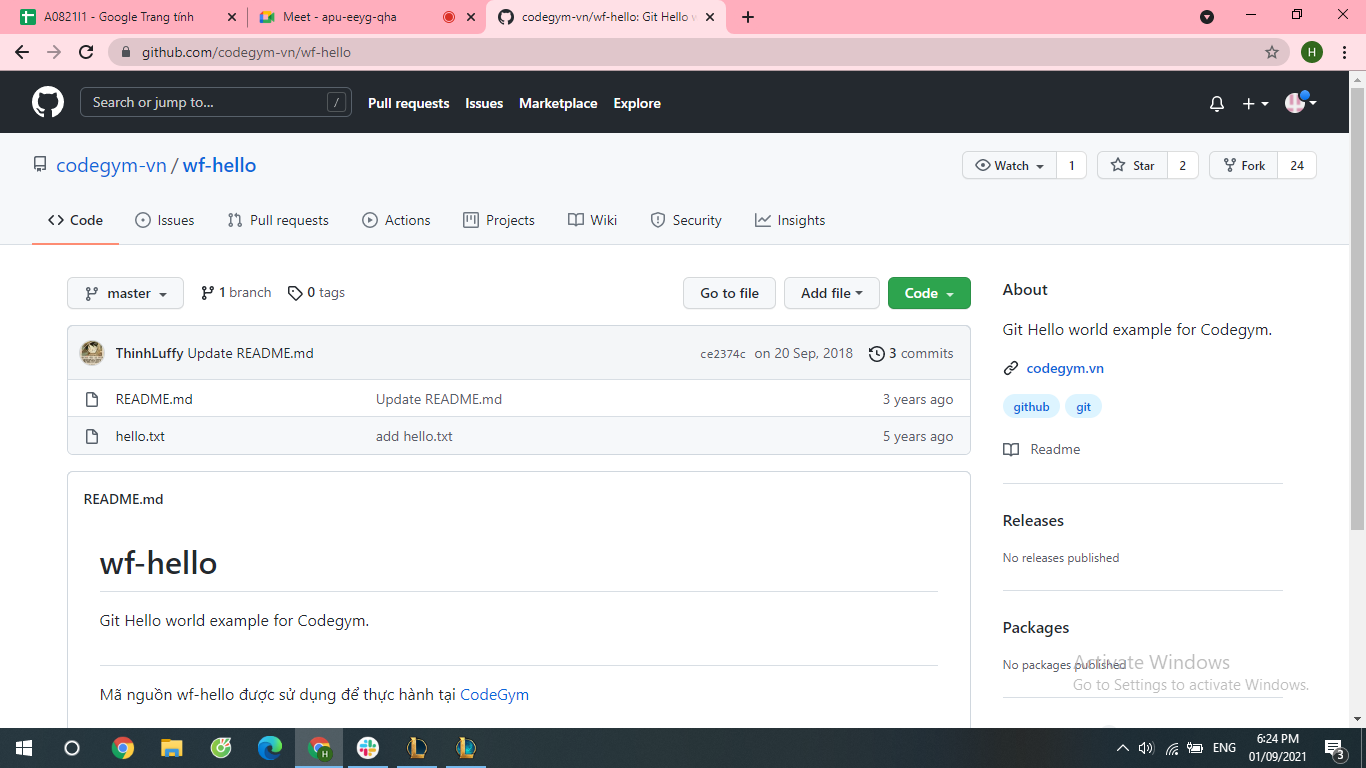 A0821I1 - Google Trang tính
Meet - apu-eeyg-qha
codegym-vn/wf-hello: Git Hello w
github.com/codegym-vn/wf-hello
H
Search or jump to... /
Pull requests Issues Marketplace Explore
codegym-vn / wf-hello
Watch 1 Star 2 Fork 24
Code Issues Pull requests Actions Projects Wiki Security Insights
master 1 branch 0 tags Go to file Add file Code
ThinhLuffy Update README.md ce2374c on 20 Sep, 2018 3 commits
README.md Update README.md 3 years ago
hello.txt add hello.txt 5 years ago
README.md
wf-hello
Git Hello world example for Codegym.
Mã nguồn wf-hello được sử dụng để thực hành tại CodeGym
About
Git Hello world example for Codegym.
codegym.vn
github git
Readme
Releases
No releases published
Packages
No packages published
Activate Windows
Go to Settings to activate Windows.
H
ENG
6:24 PM
01/09/2021
3